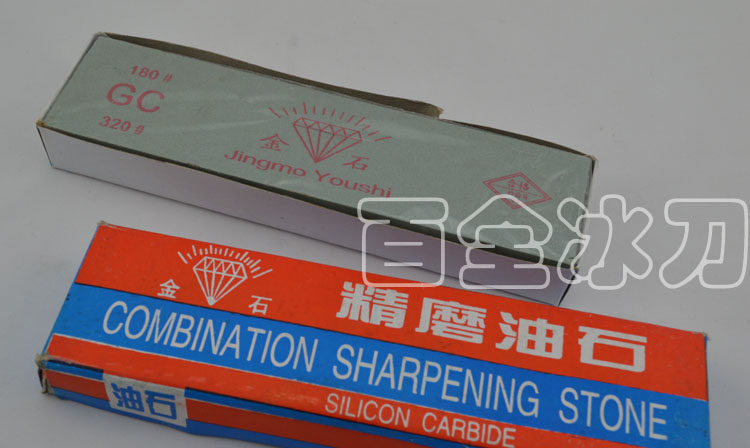 180#
GC
320#
金 石
Jingmo Youshi
百全冰刀
金 石
精磨油石
COMBINATION SHARPENING STONE
SILICON CARBIDE
油石